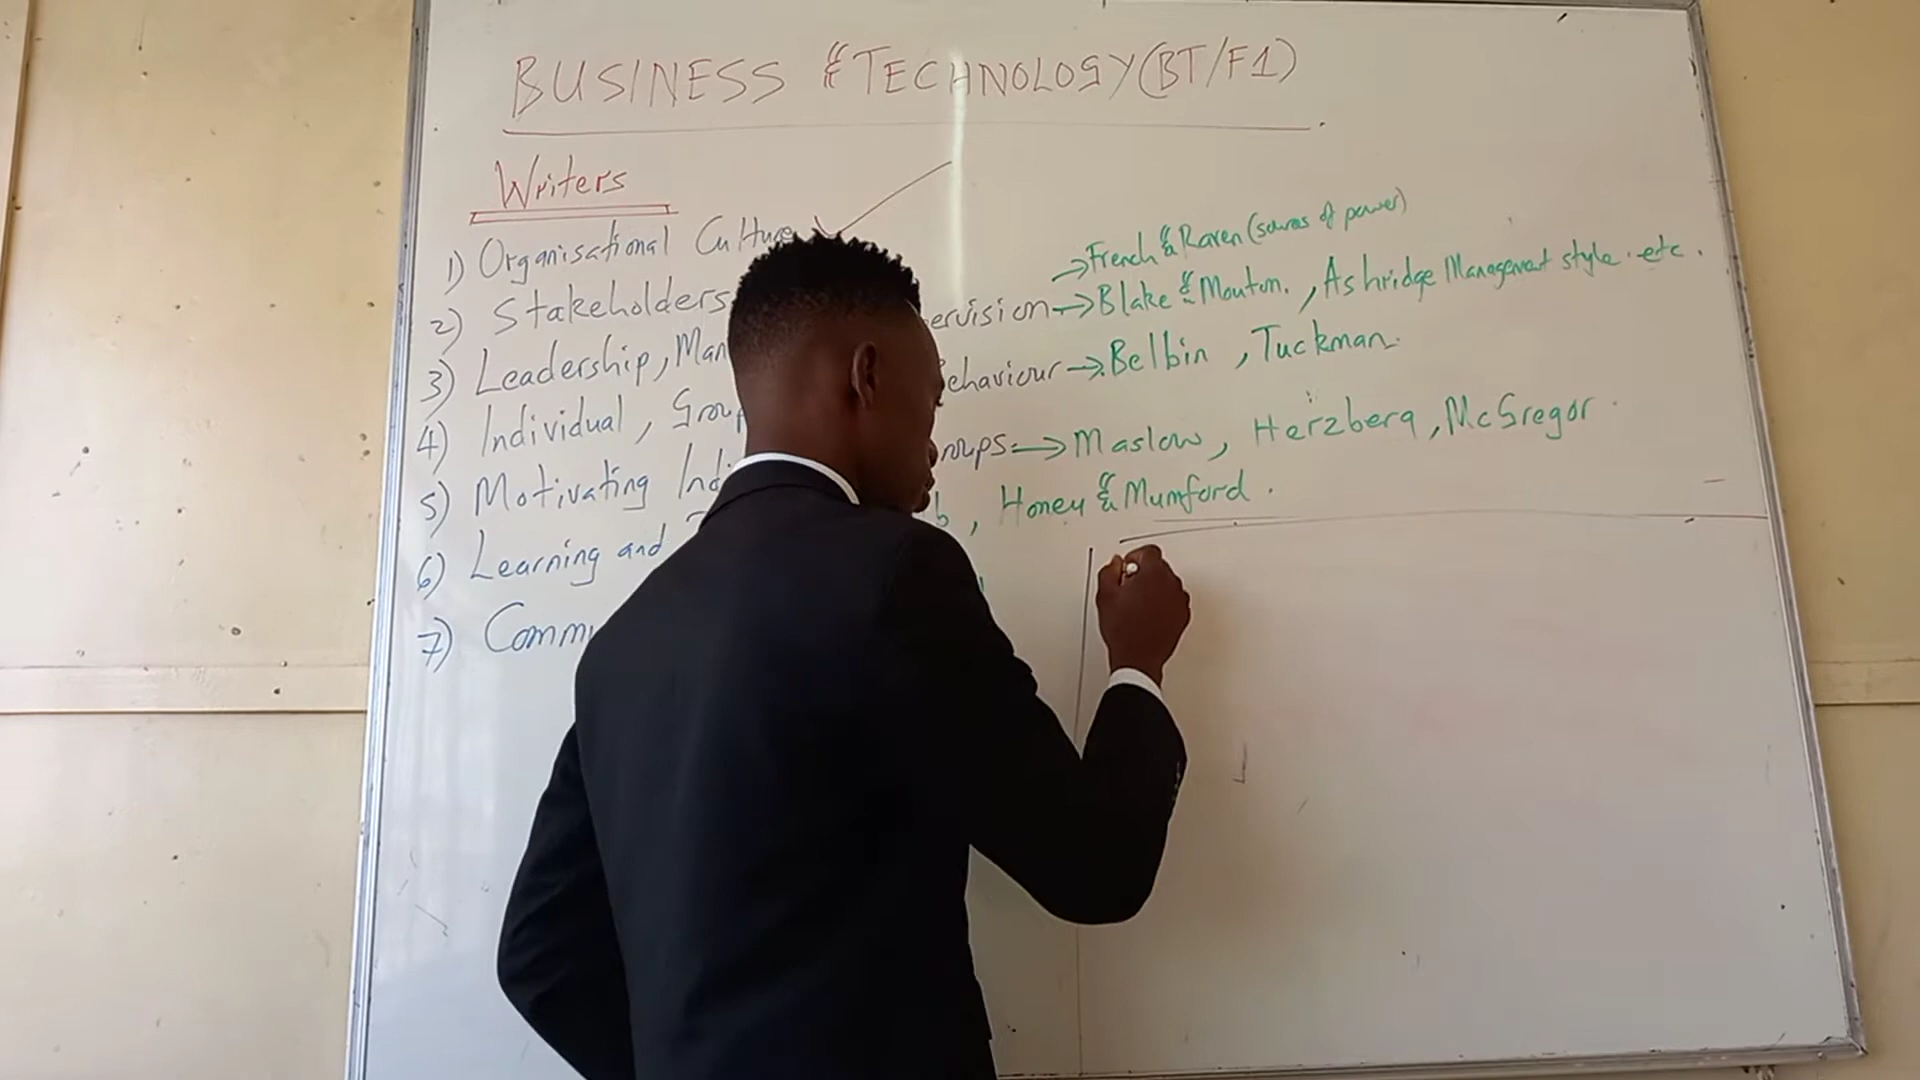 BUSINESS & TECHNOLOGY (BT/F1)
Writers
1) Organisational Culture
→ French & Raven (sources of power)
2) Stakeholders
3) Leadership, Man ervision → Blake & Mouton. , Ashridge Management style. etc.
4) Individual, Group ehaviour → Belbin , Tuckman.
5) Motivating Indi roups → Maslow, Herzberg, McGregor.
6) Learning and b , Honey & Mumford.
7) Comm